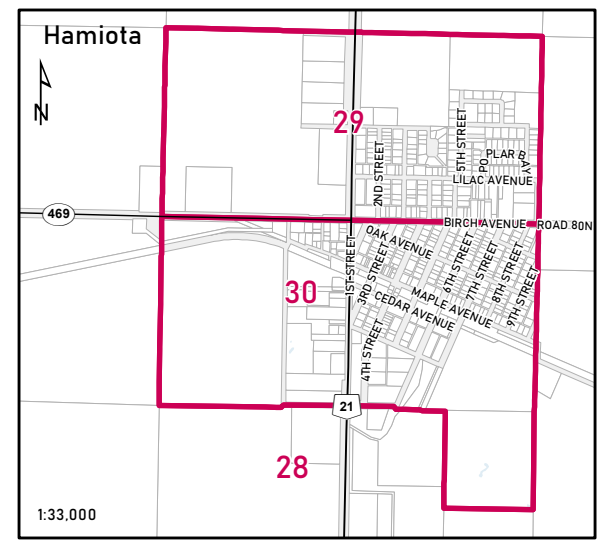 Hamiota
N
29
5TH STREET
2ND STREET
POPLAR BAY
LILAC AVENUE
469
BIRCH AVENUE
ROAD 80N
OAK AVENUE
1ST STREET
3RD STREET
6TH STREET
7TH STREET
8TH STREET
9TH STREET
30
MAPLE AVENUE
CEDAR AVENUE
4TH STREET
21
28
1:33,000